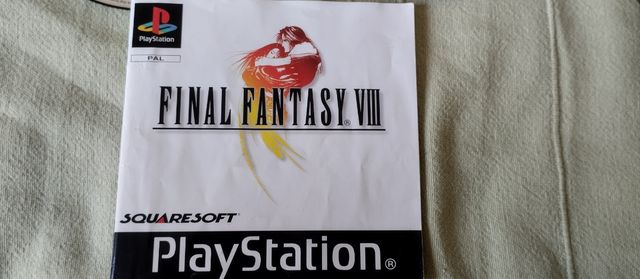 PlayStation
PAL
FINAL FANTASY® VIII
SQUARESOFT®
PlayStation®